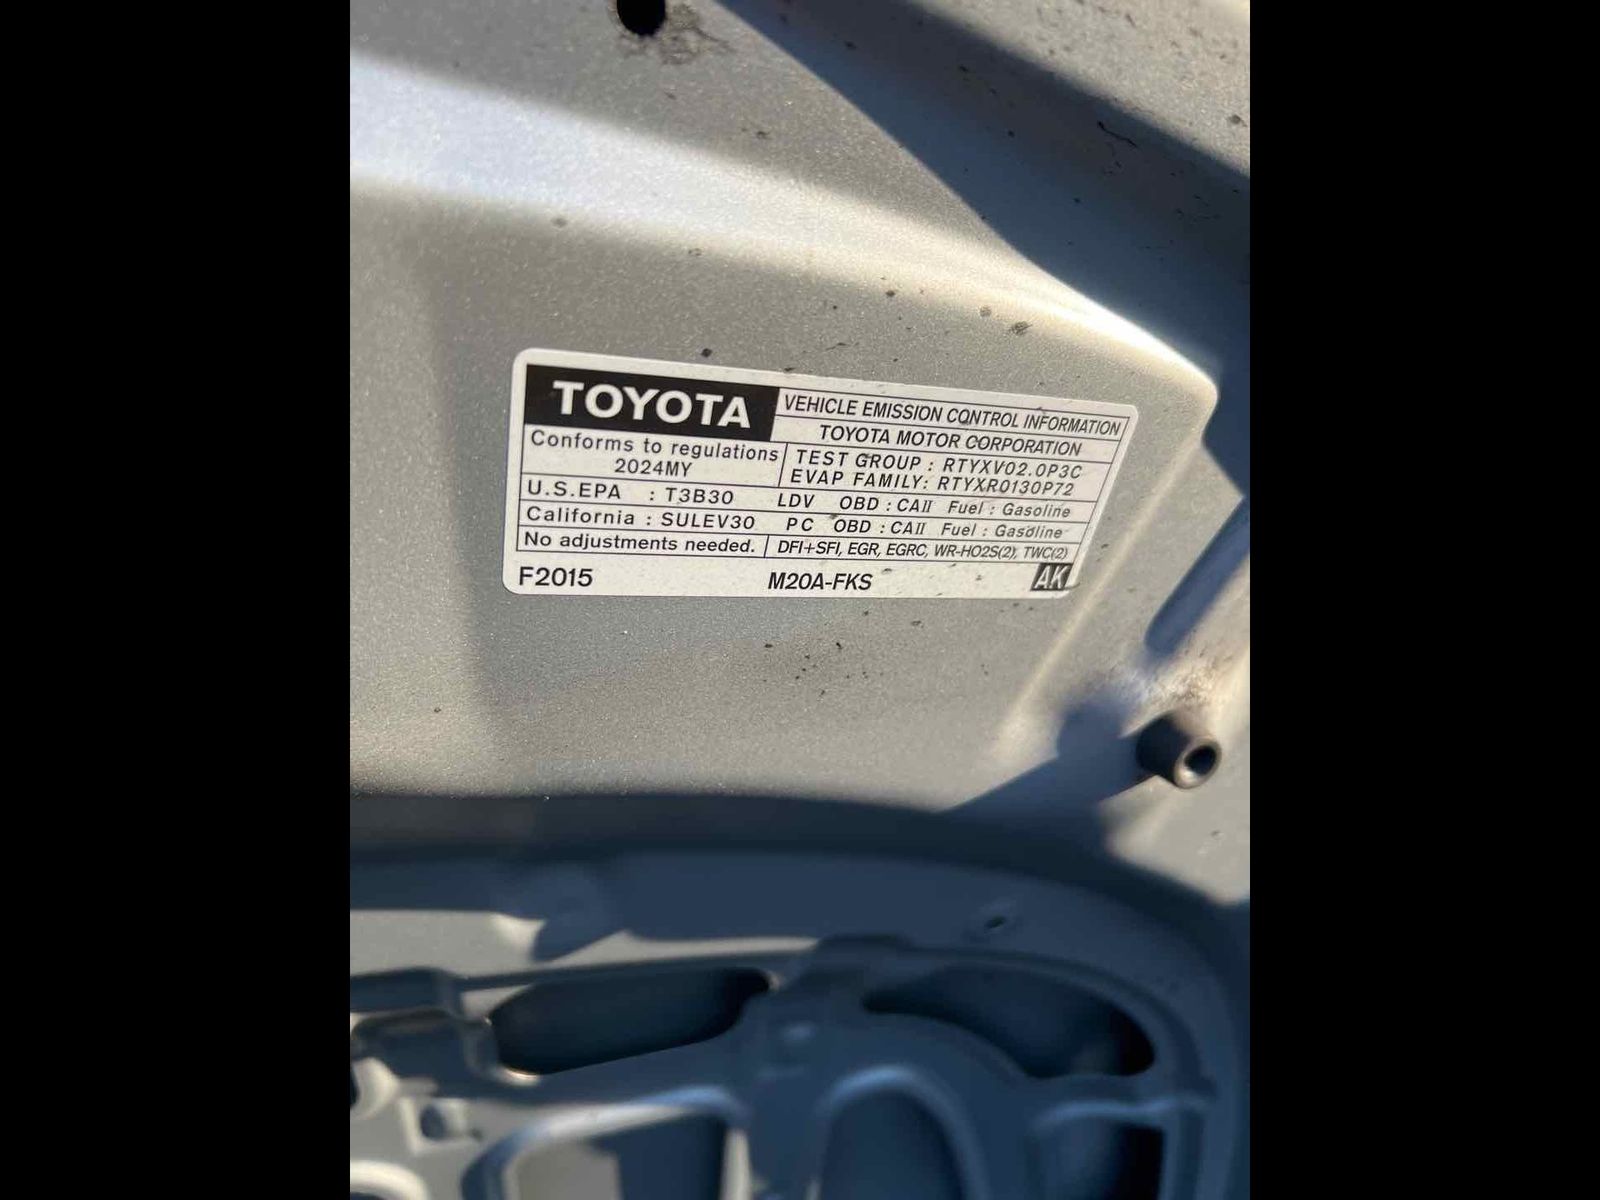 TOYOTA
VEHICLE EMISSION CONTROL INFORMATION
TOYOTA MOTOR CORPORATION
Conforms to regulations
2024MY
TEST GROUP : RTYXV02.0P3C
EVAP FAMILY: RTYXR0130P72
U.S.EPA : T3B30 LDV OBD : CAII Fuel : Gasoline
California : SULEV30 PC OBD : CAII Fuel : Gasoline
No adjustments needed. DFI+SFI, EGR, EGRC, WR-HO2S(2), TWC(2)
F2015 M20A-FKS AK